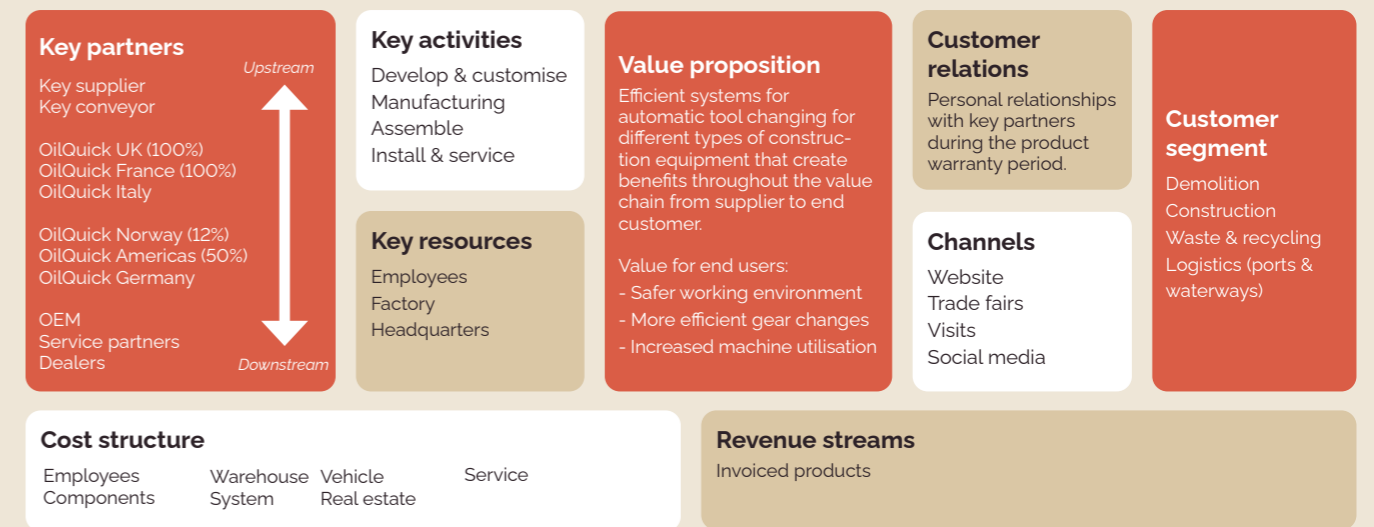 Key partners
Upstream
Key supplier
Key conveyor
OilQuick UK (100%)
OilQuick France (100%)
OilQuick Italy
OilQuick Norway (12%)
OilQuick Americas (50%)
OilQuick Germany
OEM
Service partners
Dealers
Downstream
Key activities
Develop & customise
Manufacturing
Assemble
Install & service
Key resources
Employees
Factory
Headquarters
Value proposition
Efficient systems for
automatic tool changing for
different types of construc-
tion equipment that create
benefits throughout the value
chain from supplier to end
customer.
Value for end users:
- Safer working environment
- More efficient gear changes
- Increased machine utilisation
Customer
relations
Personal relationships
with key partners
during the product
warranty period.
Channels
Website
Trade fairs
Visits
Social media
Customer
segment
Demolition
Construction
Waste & recycling
Logistics (ports &
waterways)
Cost structure
Employees
Components
Warehouse
System
Vehicle
Real estate
Service
Revenue streams
Invoiced products